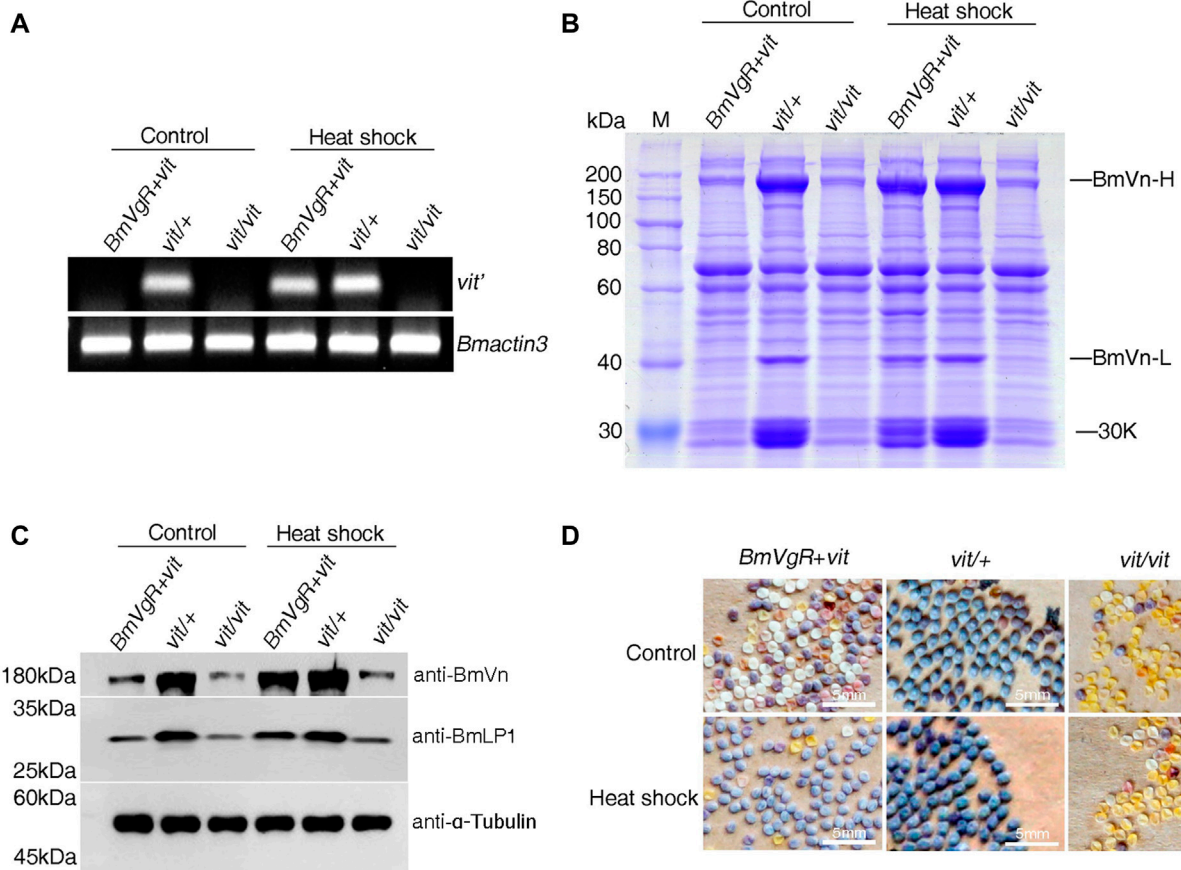 A
Control
Heat shock
BmVgR+vit
vit/+
vit/vit
BmVgR+vit
vit/+
vit/vit
vit’
Bmactin3
B
Control
Heat shock
BmVgR+vit
vit/+
vit/vit
BmVgR+vit
vit/+
vit/vit
kDa
M
200
150
100
80
60
40
30
BmVn-H
BmVn-L
30K
C
Control
Heat shock
BmVgR+vit
vit/+
vit/vit
BmVgR+vit
vit/+
vit/vit
180kDa
anti-BmVn
35kDa
anti-BmLP1
25kDa
60kDa
anti-α-Tubulin
45kDa
D
BmVgR+vit
vit/+
vit/vit
Control
5mm
5mm
Heat shock
5mm
5mm